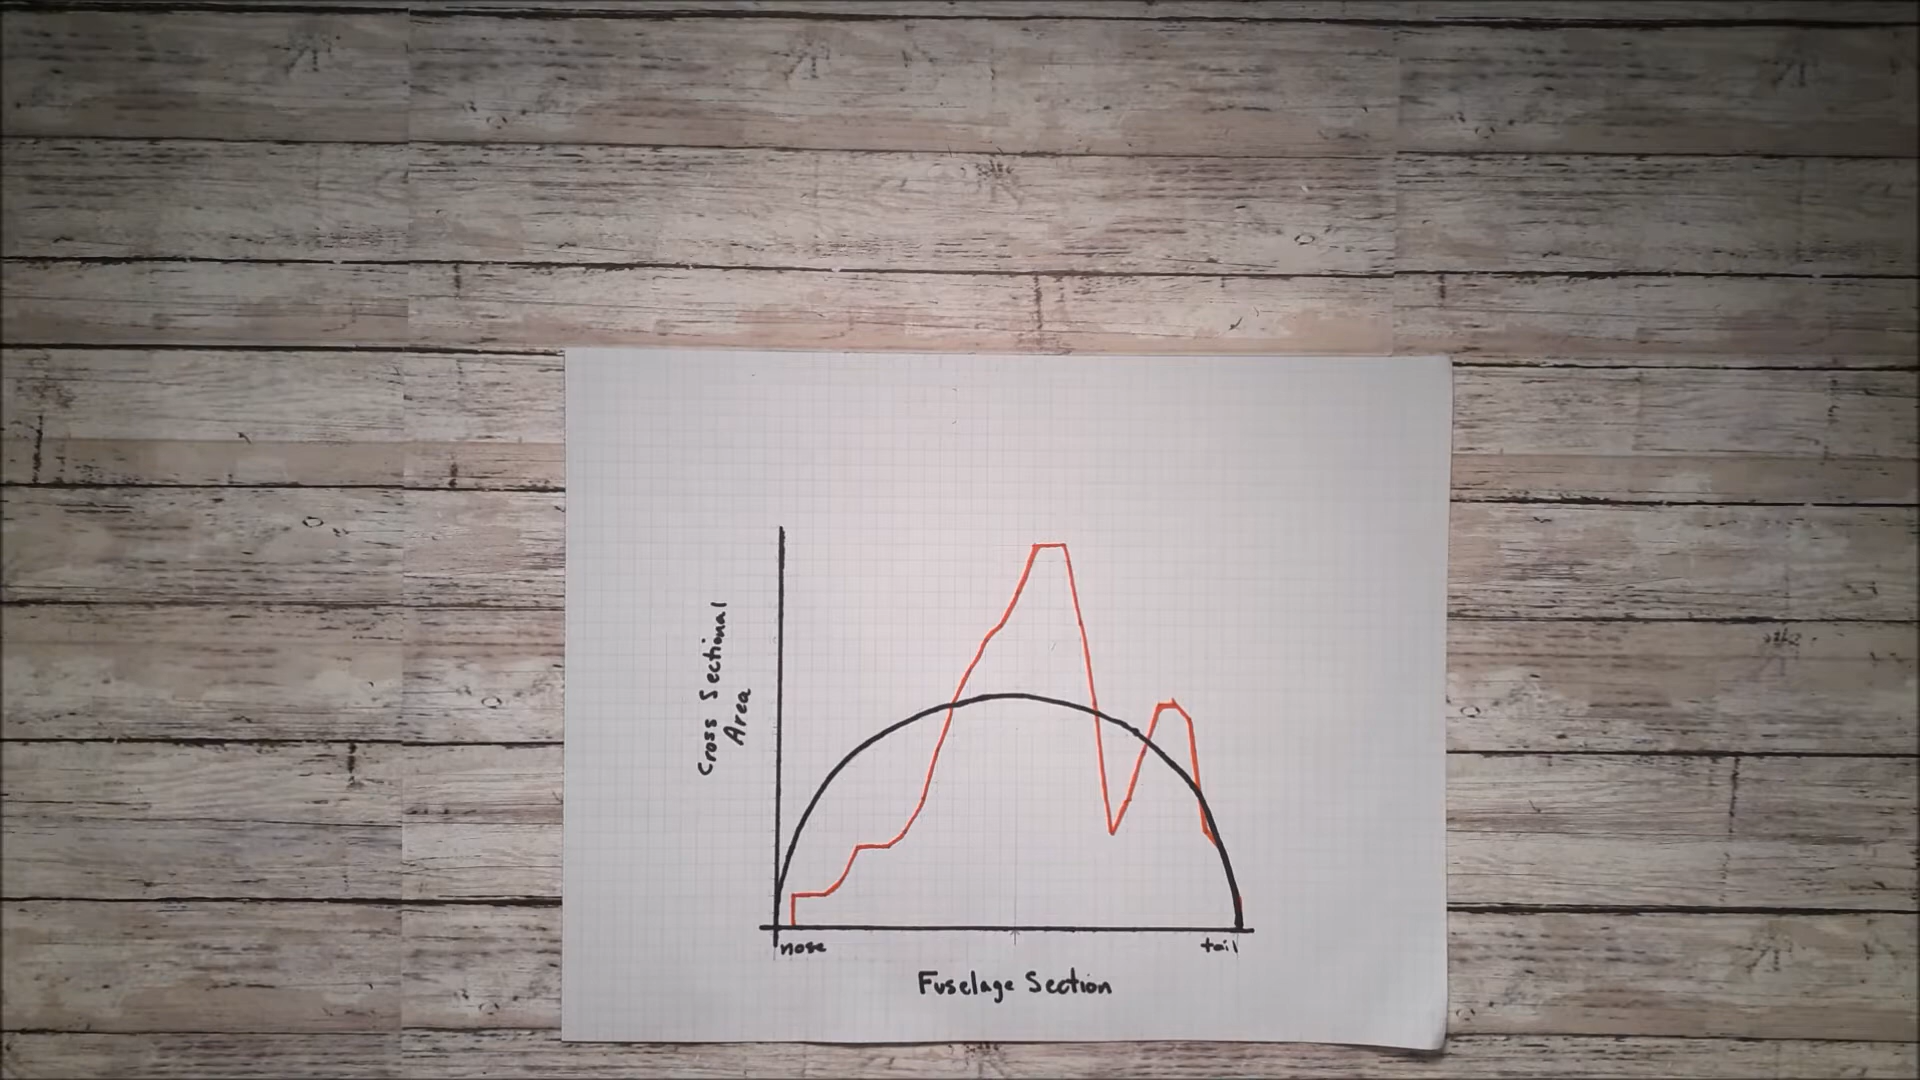 Cross Sectional
Area
nose
tail
Fuselage Section